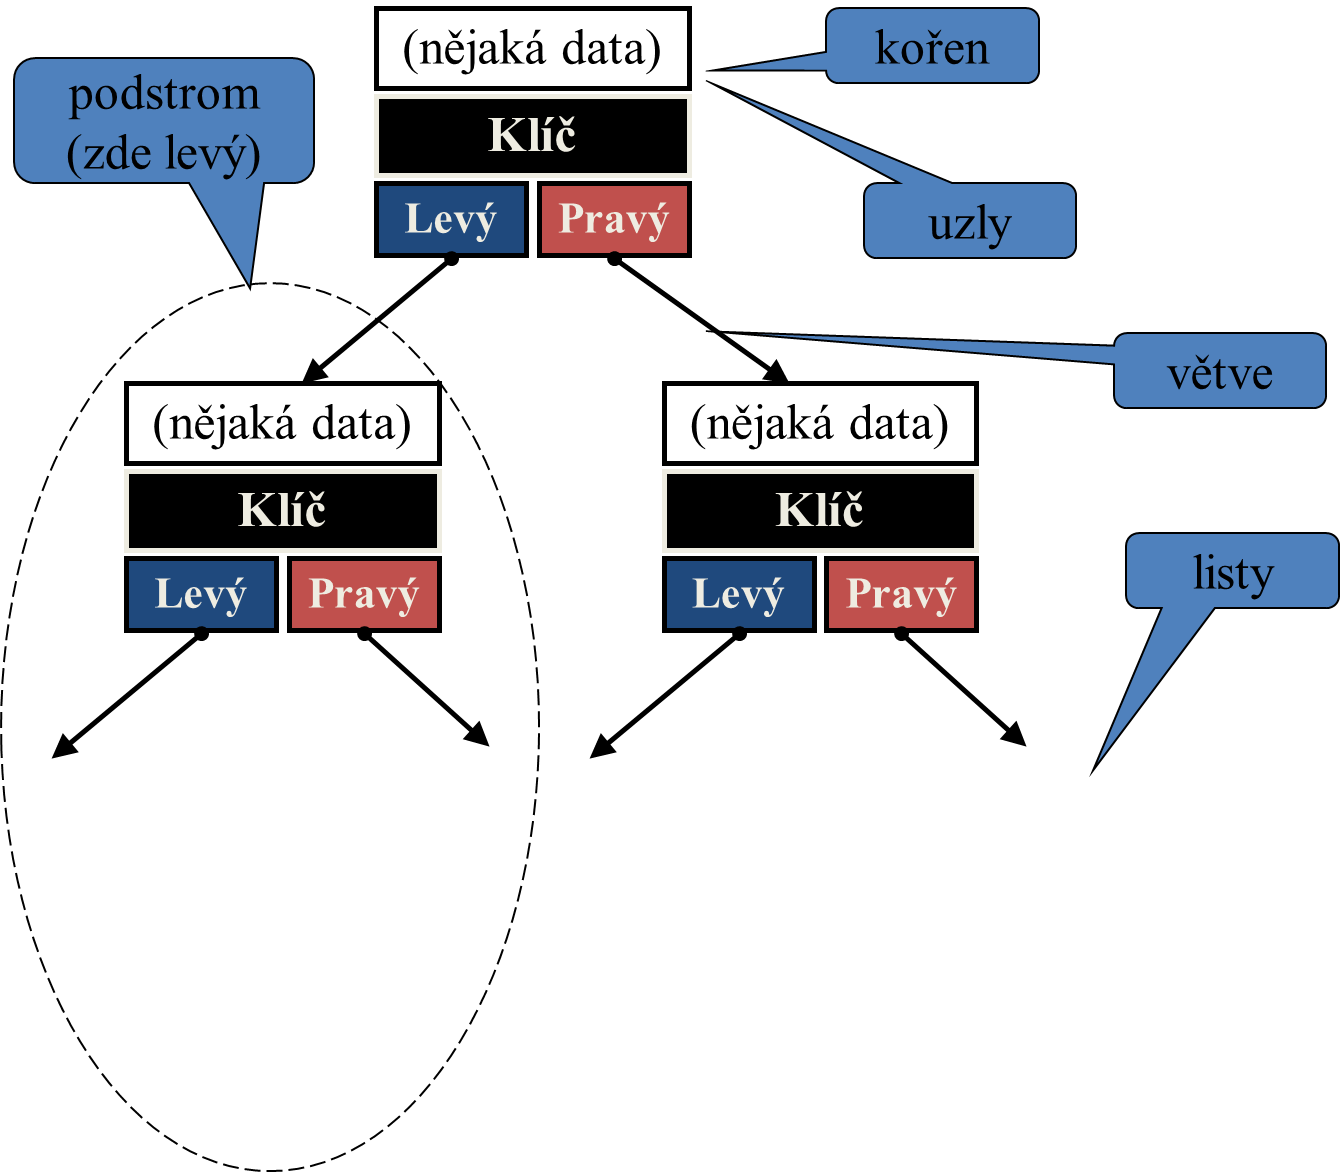 (nějaká data)
kořen
podstrom
(zde levý)
Klíč
Levý
Pravý
uzly
větve
(nějaká data)
(nějaká data)
Klíč
Klíč
listy
Levý
Pravý
Levý
Pravý